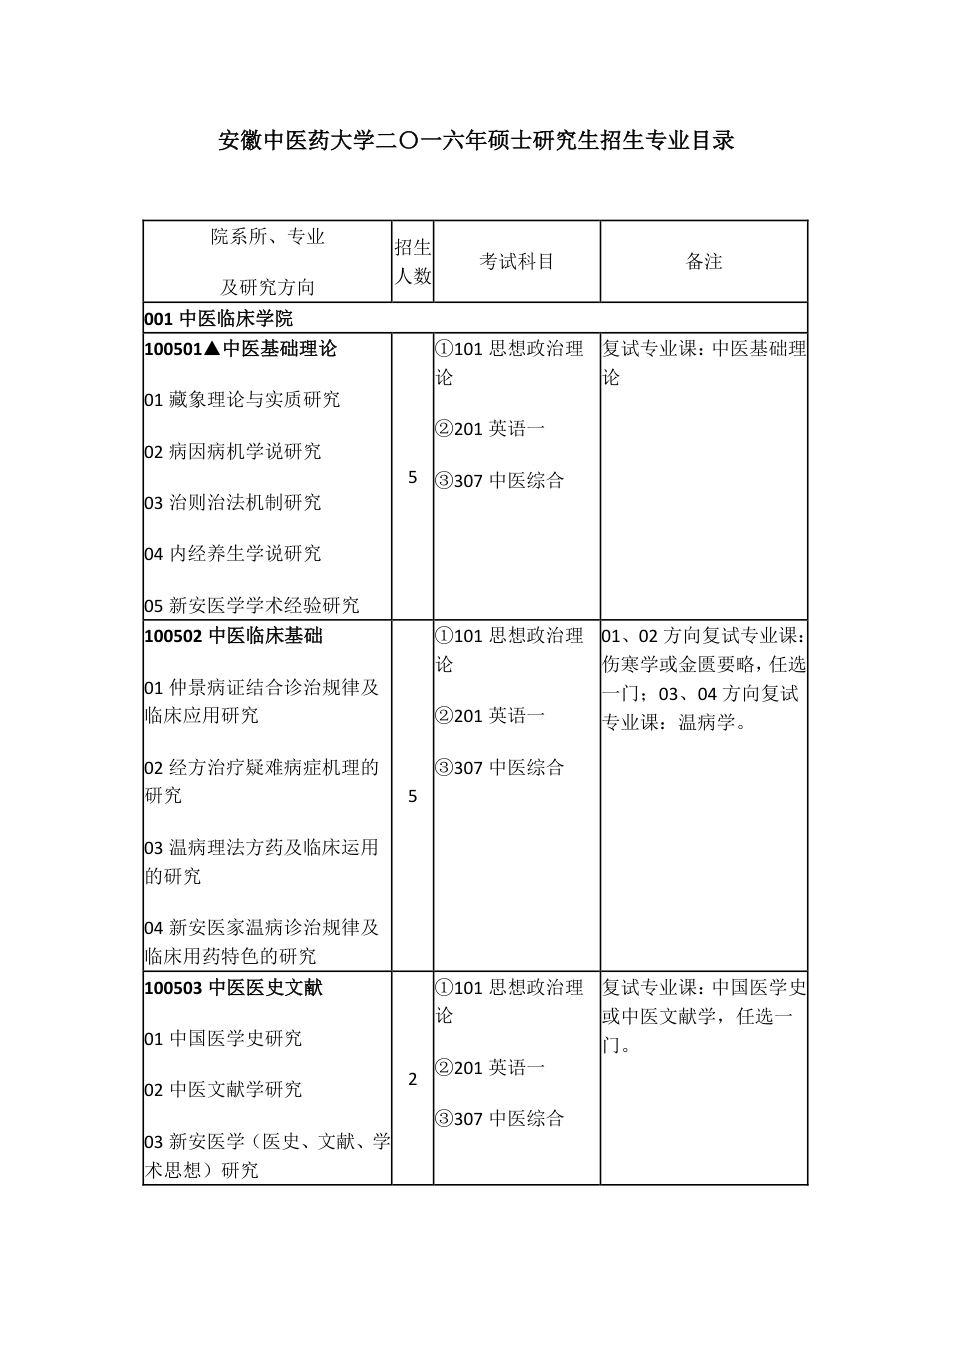 安徽中医药大学二〇一六年硕士研究生招生专业目录
院系所、专业
及研究方向
招生
人数
考试科目
备注
001 中医临床学院
100501▲中医基础理论
01 藏象理论与实质研究
02 病因病机学说研究
03 治则治法机制研究
04 内经养生学说研究
05 新安医学学术经验研究
5
①101 思想政治理
论
②201 英语一
③307 中医综合
复试专业课：中医基础理
论
100502 中医临床基础
01 仲景病证结合诊治规律及
临床应用研究
02 经方治疗疑难病症机理的
研究
03 温病理法方药及临床运用
的研究
04 新安医家温病诊治规律及
临床用药特色的研究
5
①101 思想政治理
论
②201 英语一
③307 中医综合
01、02 方向复试专业课：
伤寒学或金匮要略，任选
一门；03、04 方向复试
专业课：温病学。
100503 中医医史文献
01 中国医学史研究
02 中医文献学研究
03 新安医学（医史、文献、学
术思想）研究
2
①101 思想政治理
论
②201 英语一
③307 中医综合
复试专业课：中国医学史
或中医文献学，任选一
门。